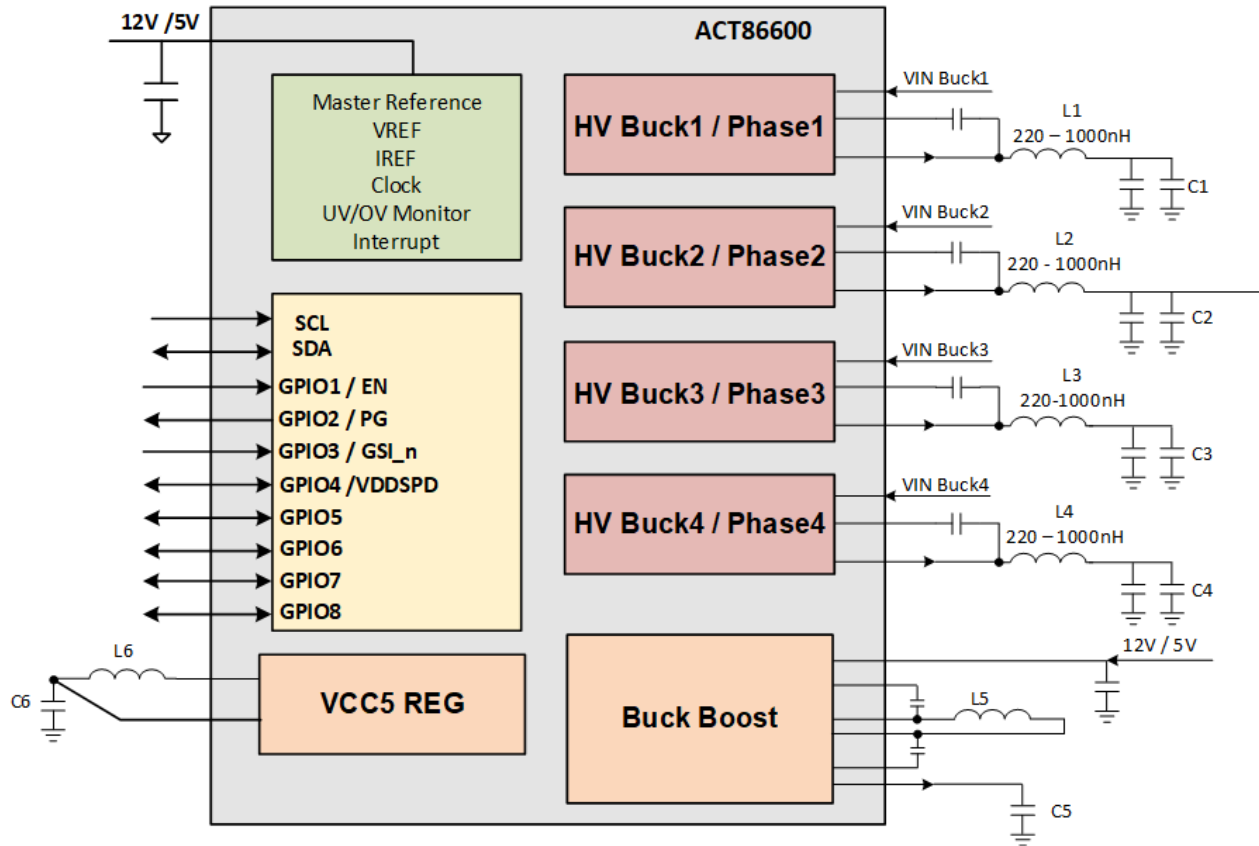 12V /5V
ACT86600
Master Reference
VREF
IREF
Clock
UV/OV Monitor
Interrupt
SCL
SDA
GPIO1 / EN
GPIO2 / PG
GPIO3 / GSI_n
GPIO4 /VDDSPD
GPIO5
GPIO6
GPIO7
GPIO8
L6
C6
VCC5 REG
HV Buck1 / Phase1
VIN Buck1
L1
220 – 1000nH
C1
HV Buck2 / Phase2
VIN Buck2
L2
220 - 1000nH
C2
HV Buck3 / Phase3
VIN Buck3
L3
220-1000nH
C3
HV Buck4 / Phase4
VIN Buck4
L4
220 – 1000nH
C4
Buck Boost
12V / 5V
L5
C5